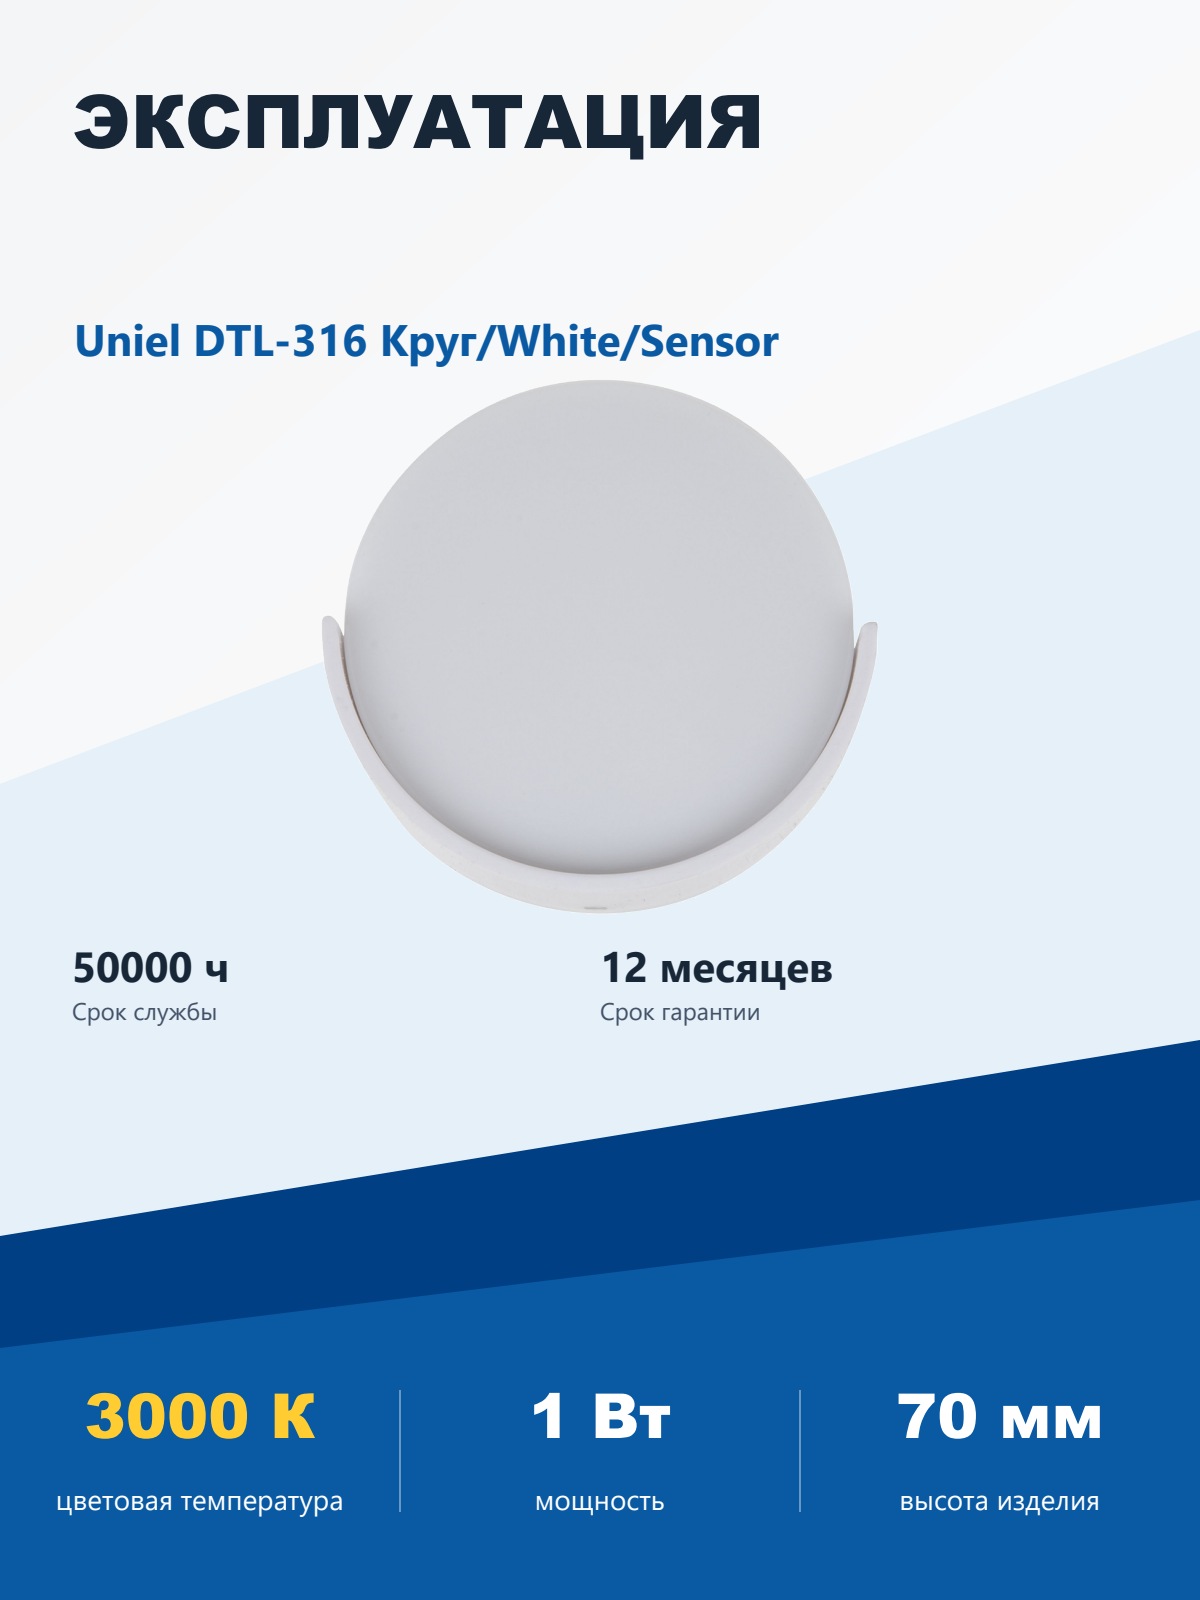 ЭКСПЛУАТАЦИЯ
Uniel DTL-316 Круг/White/Sensor
50000 ч
Срок службы
12 месяцев
Срок гарантии
3000 К
цветовая температура
1 Вт
мощность
70 мм
высота изделия